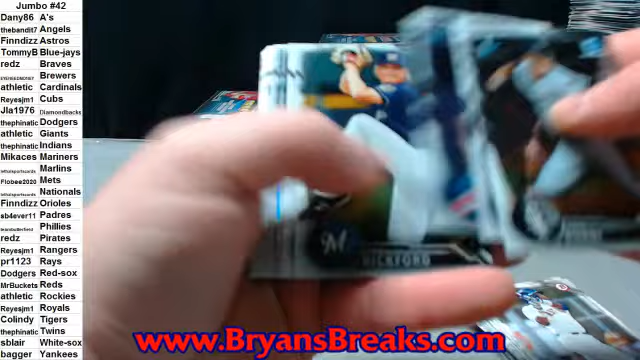 Jumbo #42
Dany86 A's
thebandit7 Angels
Finndizz Astros
TommyB Blue-jays
redz Braves
Brewers
athletic Cardinals
Reyesjm1 Cubs
Jla1976 Diamondbacks
thephinatic Dodgers
athletic Giants
thephinatic Indians
Mikaces Mariners
Marlins
Flobee2020 Mets
Nationals
Finndizz Orioles
sb4ever11 Padres
Phillies
redz Pirates
Reyesjm1 Rangers
pr1123 Rays
Dodgers Red-sox
MrBuckets Reds
athletic Rockies
Reyesjm1 Royals
Colindy Tigers
thephinatic Twins
sblair White-sox
bagger Yankees
M
BICKFORD
www.BryansBreaks.com